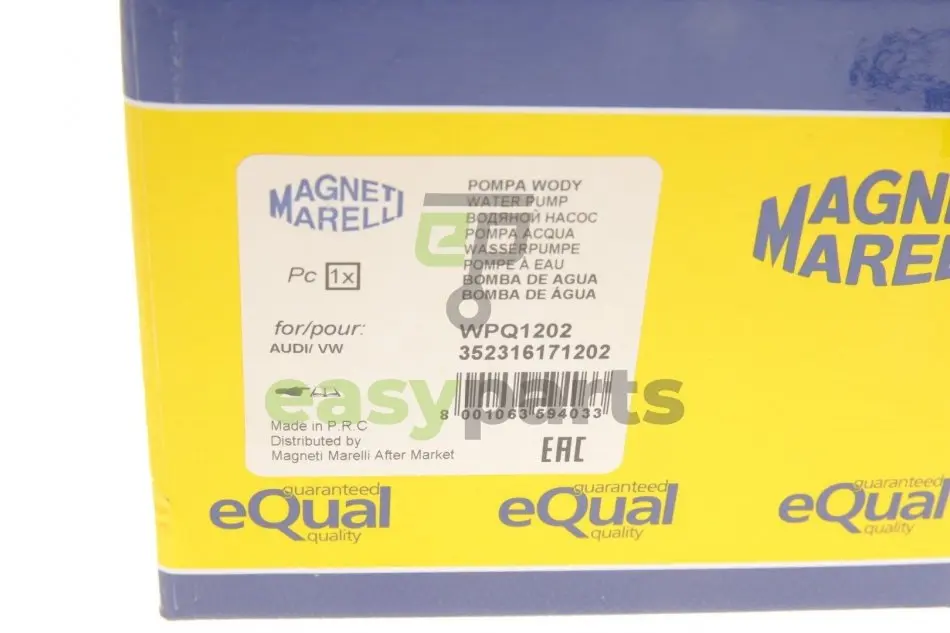 MAGNETI
MARELLI
POMPA WODY
WATER PUMP
ВОДЯНОЙ НАСОС
POMPA ACQUA
WASSERPUMPE
POMPE À EAU
BOMBA DE AGUA
BOMBA DE ÁGUA
Pc 1x
for/pour:
AUDI/ VW
WPQ1202
352316171202
8 001063 594033
Made in P.R.C
Distributed by
Magneti Marelli After Market
EAC
MAGNE
MAREL
ep
easyparts
guaranteed
eQual
quality
guaranteed
eQual
quality
guaranteed
eQual
quality